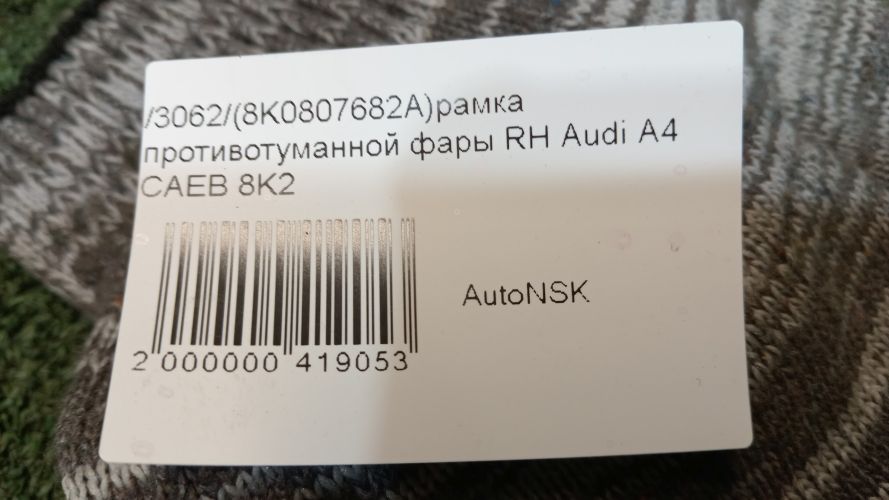 /3062/(8K0807682A)рамка
противотуманной фары RH Audi A4
CAEB 8K2
AutoNSK
2 000000 419053